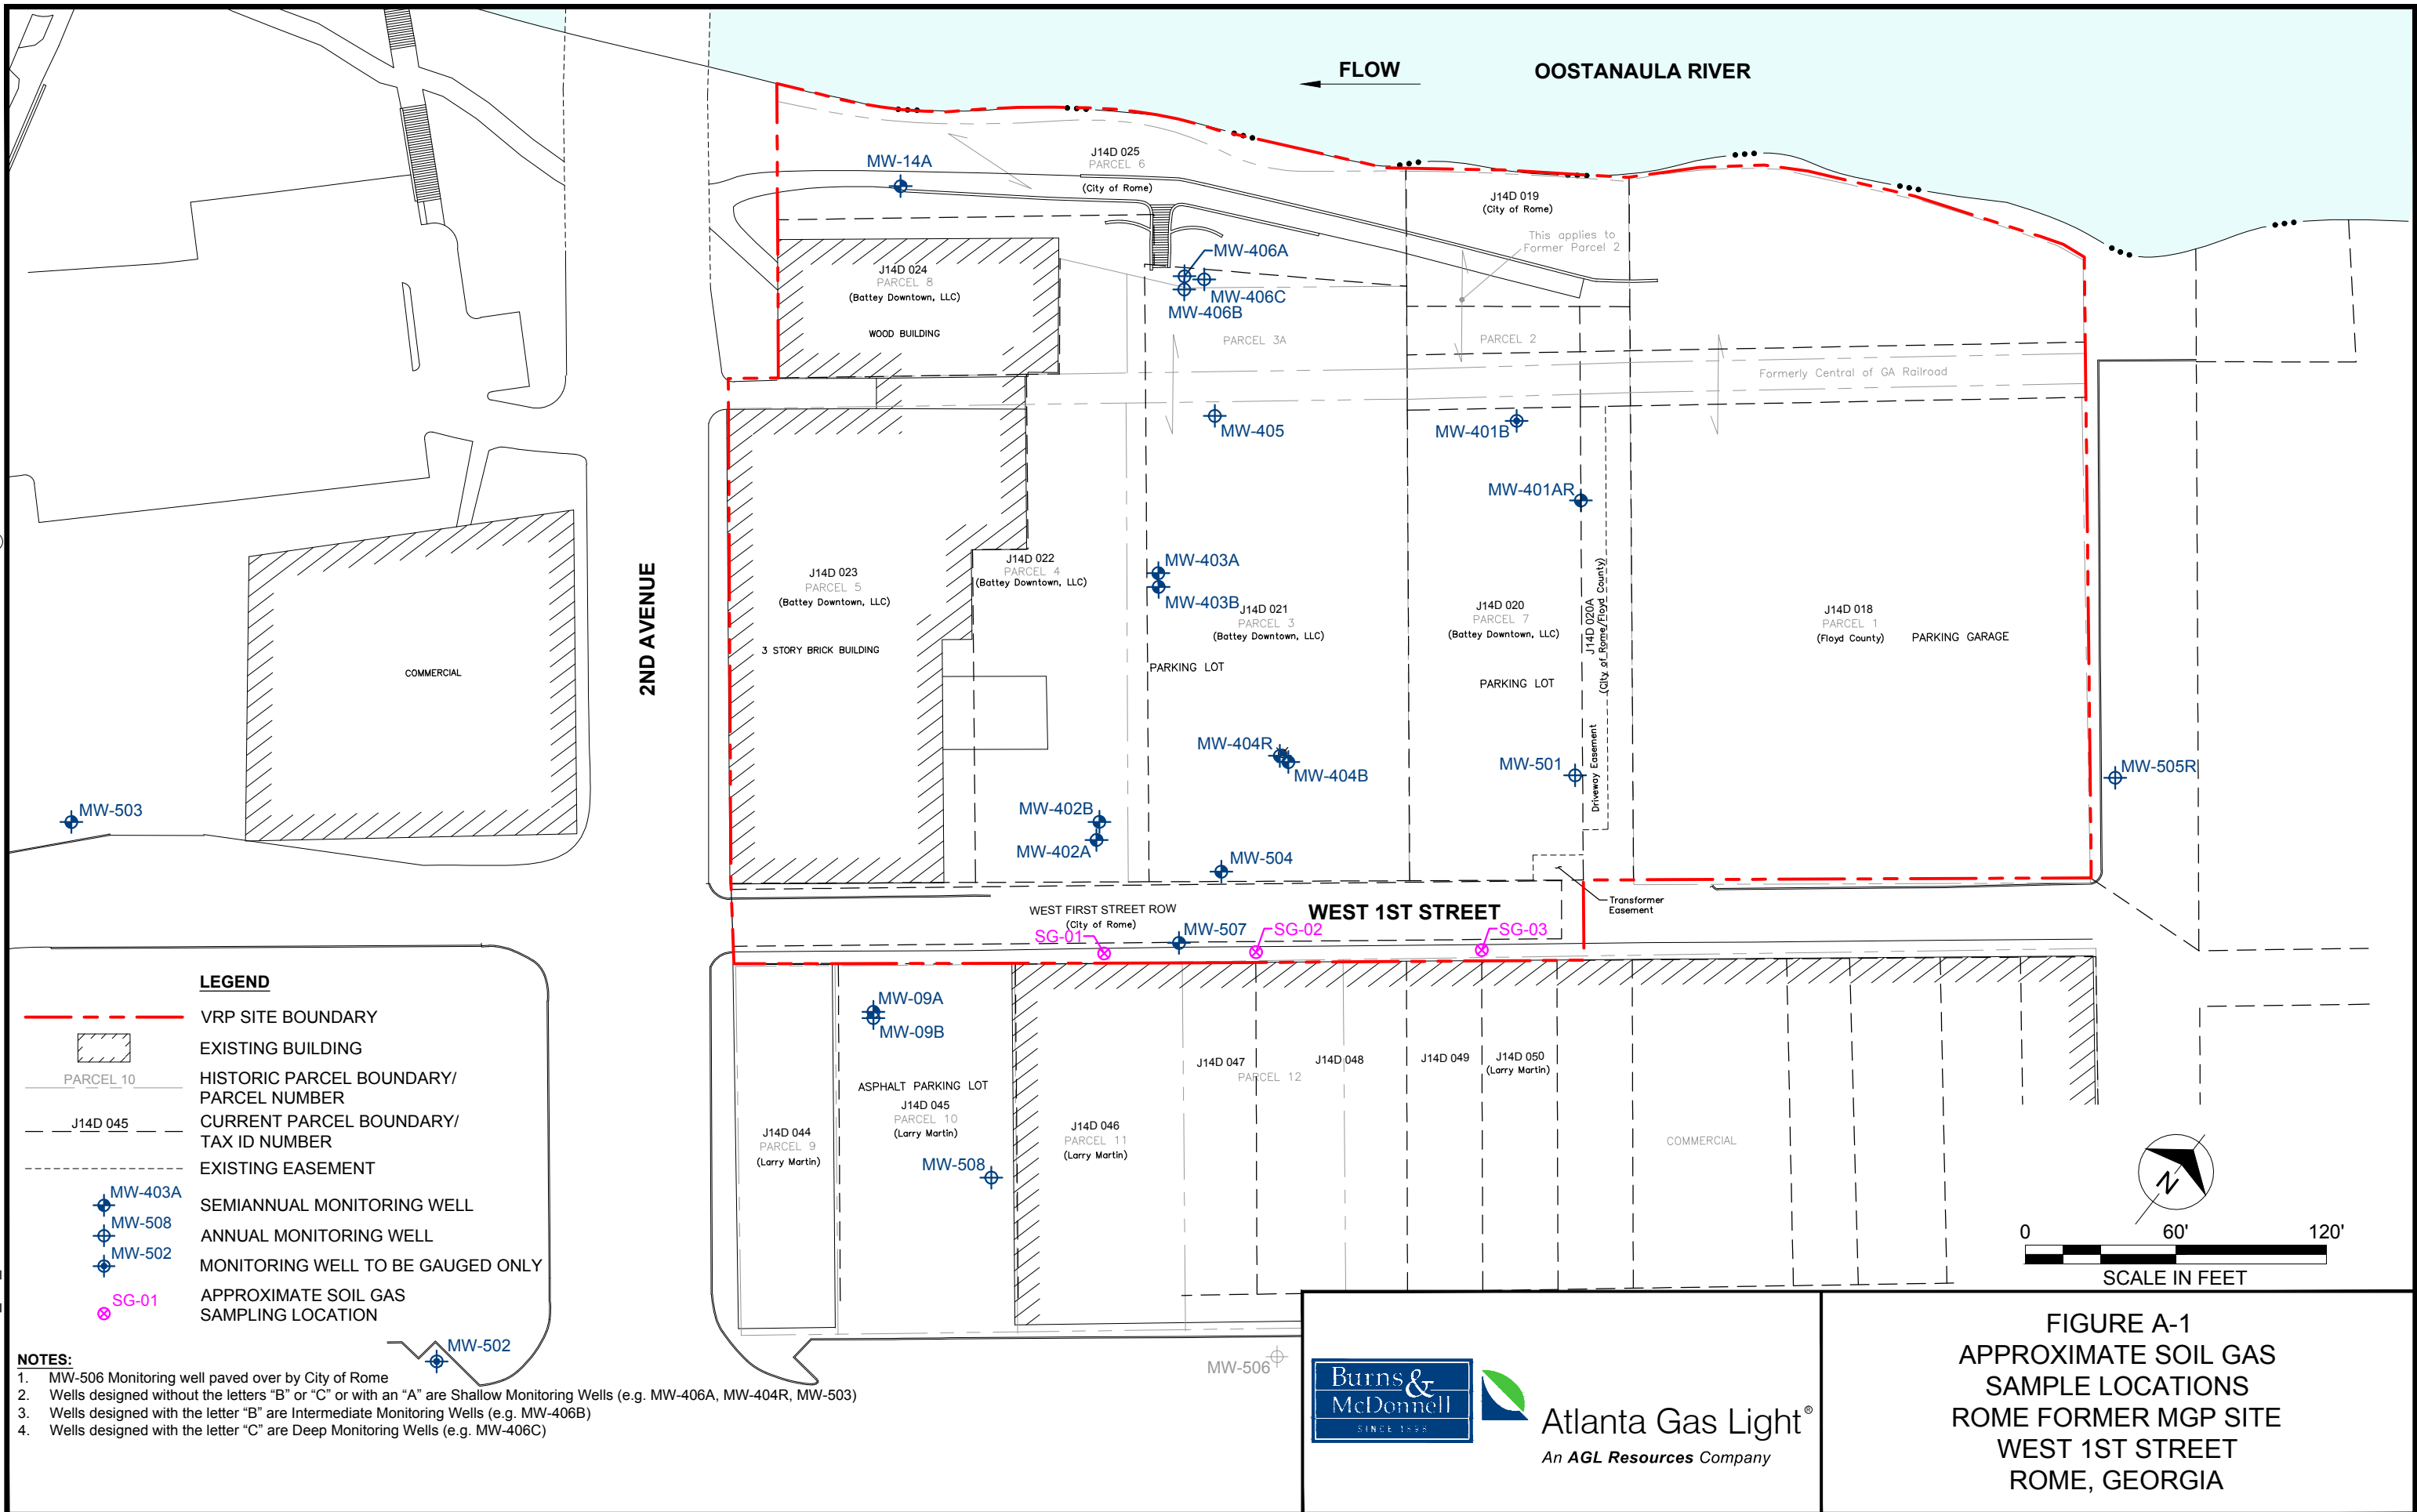 FLOW
OOSTANAULA RIVER
MW-14A
J14D 025
PARCEL 6
(City of Rome)
J14D 019
(City of Rome)
This applies to
Former Parcel 2
MW-406A
MW-406C
MW-406B
J14D 024
PARCEL 8
(Battey Downtown, LLC)
WOOD BUILDING
PARCEL 3A
PARCEL 2
Formerly Central of GA Railroad
MW-405
MW-401B
MW-401AR
2ND AVENUE
COMMERCIAL
MW-503
J14D 023
PARCEL 5
(Battey Downtown, LLC)
3 STORY BRICK BUILDING
J14D 022
PARCEL 4
(Battey Downtown, LLC)
MW-403A
MW-403B
J14D 021
PARCEL 3
(Battey Downtown, LLC)
PARKING LOT
J14D 020
PARCEL 7
(Battey Downtown, LLC)
PARKING LOT
J14D 020A
(City of Rome/Floyd County)
Driveway Easement
J14D 018
PARCEL 1
(Floyd County)
PARKING GARAGE
MW-404R
MW-404B
MW-501
MW-505R
MW-402B
MW-402A
MW-504
Transformer
Easement
WEST FIRST STREET ROW
(City of Rome)
WEST 1ST STREET
SG-01
MW-507
SG-02
SG-03
MW-09A
MW-09B
ASPHALT PARKING LOT
J14D 045
PARCEL 10
(Larry Martin)
J14D 044
PARCEL 9
(Larry Martin)
MW-508
J14D 046
PARCEL 11
(Larry Martin)
J14D 047
PARCEL 12
J14D 048
J14D 049
J14D 050
(Larry Martin)
COMMERCIAL
MW-506
MW-502
LEGEND
VRP SITE BOUNDARY
EXISTING BUILDING
PARCEL 10
HISTORIC PARCEL BOUNDARY/
PARCEL NUMBER
J14D 045
CURRENT PARCEL BOUNDARY/
TAX ID NUMBER
EXISTING EASEMENT
MW-403A
SEMIANNUAL MONITORING WELL
MW-508
ANNUAL MONITORING WELL
MW-502
MONITORING WELL TO BE GAUGED ONLY
SG-01
APPROXIMATE SOIL GAS
SAMPLING LOCATION
NOTES:
1. MW-506 Monitoring well paved over by City of Rome
2. Wells designed without the letters “B” or “C” or with an “A” are Shallow Monitoring Wells (e.g. MW-406A, MW-404R, MW-503)
3. Wells designed with the letter “B” are Intermediate Monitoring Wells (e.g. MW-406B)
4. Wells designed with the letter “C” are Deep Monitoring Wells (e.g. MW-406C)
N
0 60' 120'
SCALE IN FEET
Burns &
McDonnell
SINCE 1898
Atlanta Gas Light®
An AGL Resources Company
FIGURE A-1
APPROXIMATE SOIL GAS
SAMPLE LOCATIONS
ROME FORMER MGP SITE
WEST 1ST STREET
ROME, GEORGIA